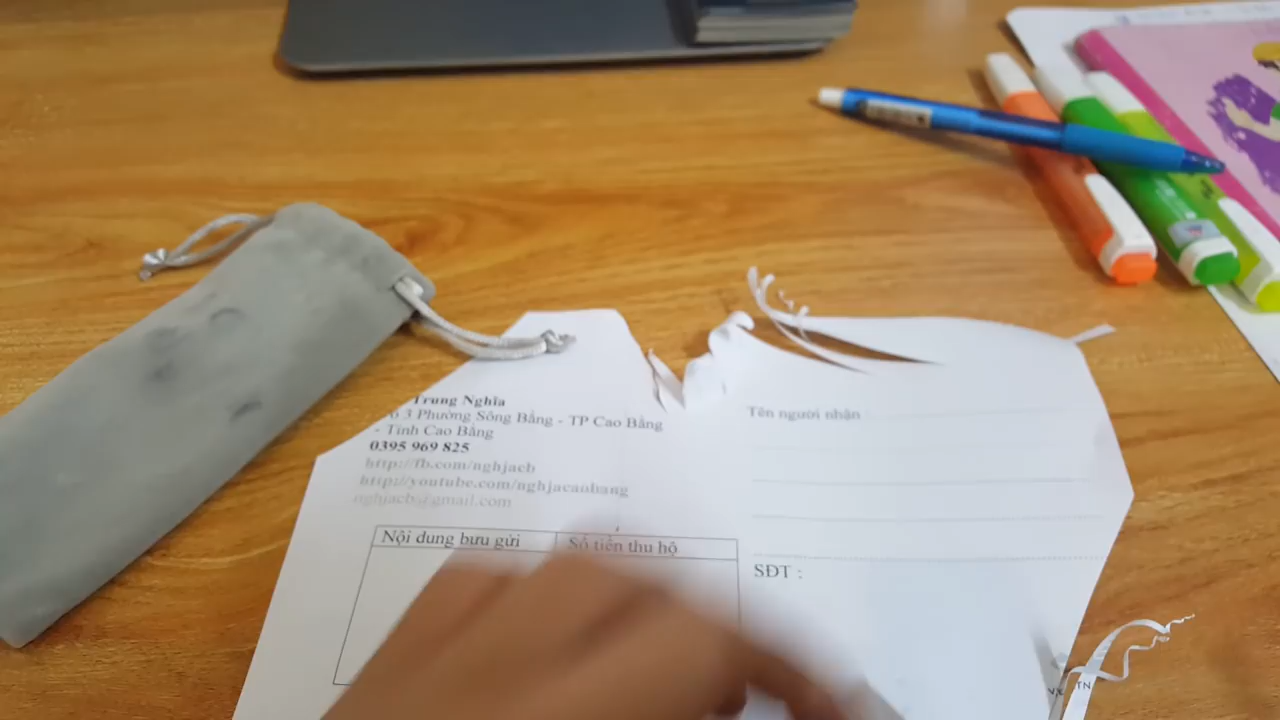 Trung Nghĩa
3 Phường Sông Bằng - TP Cao Bằng
- Tỉnh Cao Bằng
0395 969 825
http://fb.com/nghjacb
http://youtube.com/nghjacaobang
nghjacb@gmail.com
Nội dung bưu gửi
Số tiền thu hộ
Tên người nhận
SĐT :